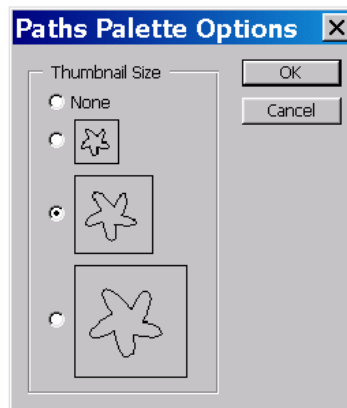 Paths Palette Options
Thumbnail Size
OK
None
Cancel